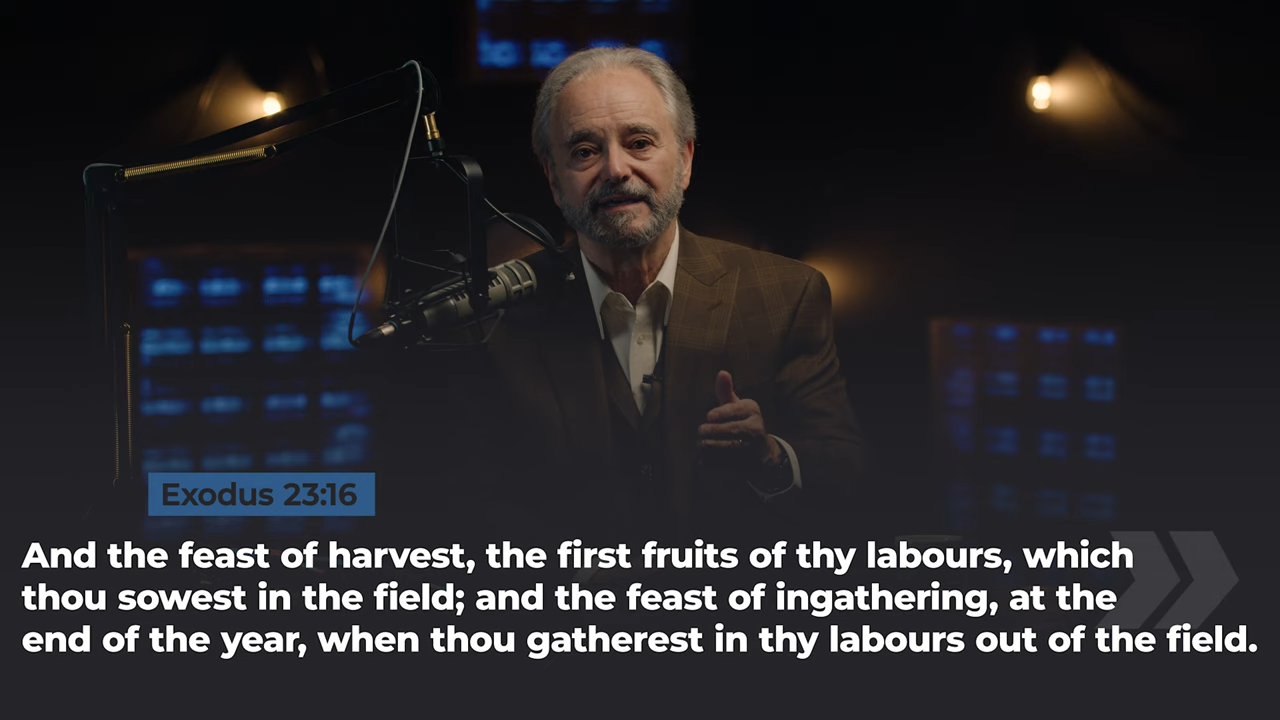 Exodus 23:16
And the feast of harvest, the first fruits of thy labours, which
thou sowest in the field; and the feast of ingathering, at the
end of the year, when thou gatherest in thy labours out of the field.